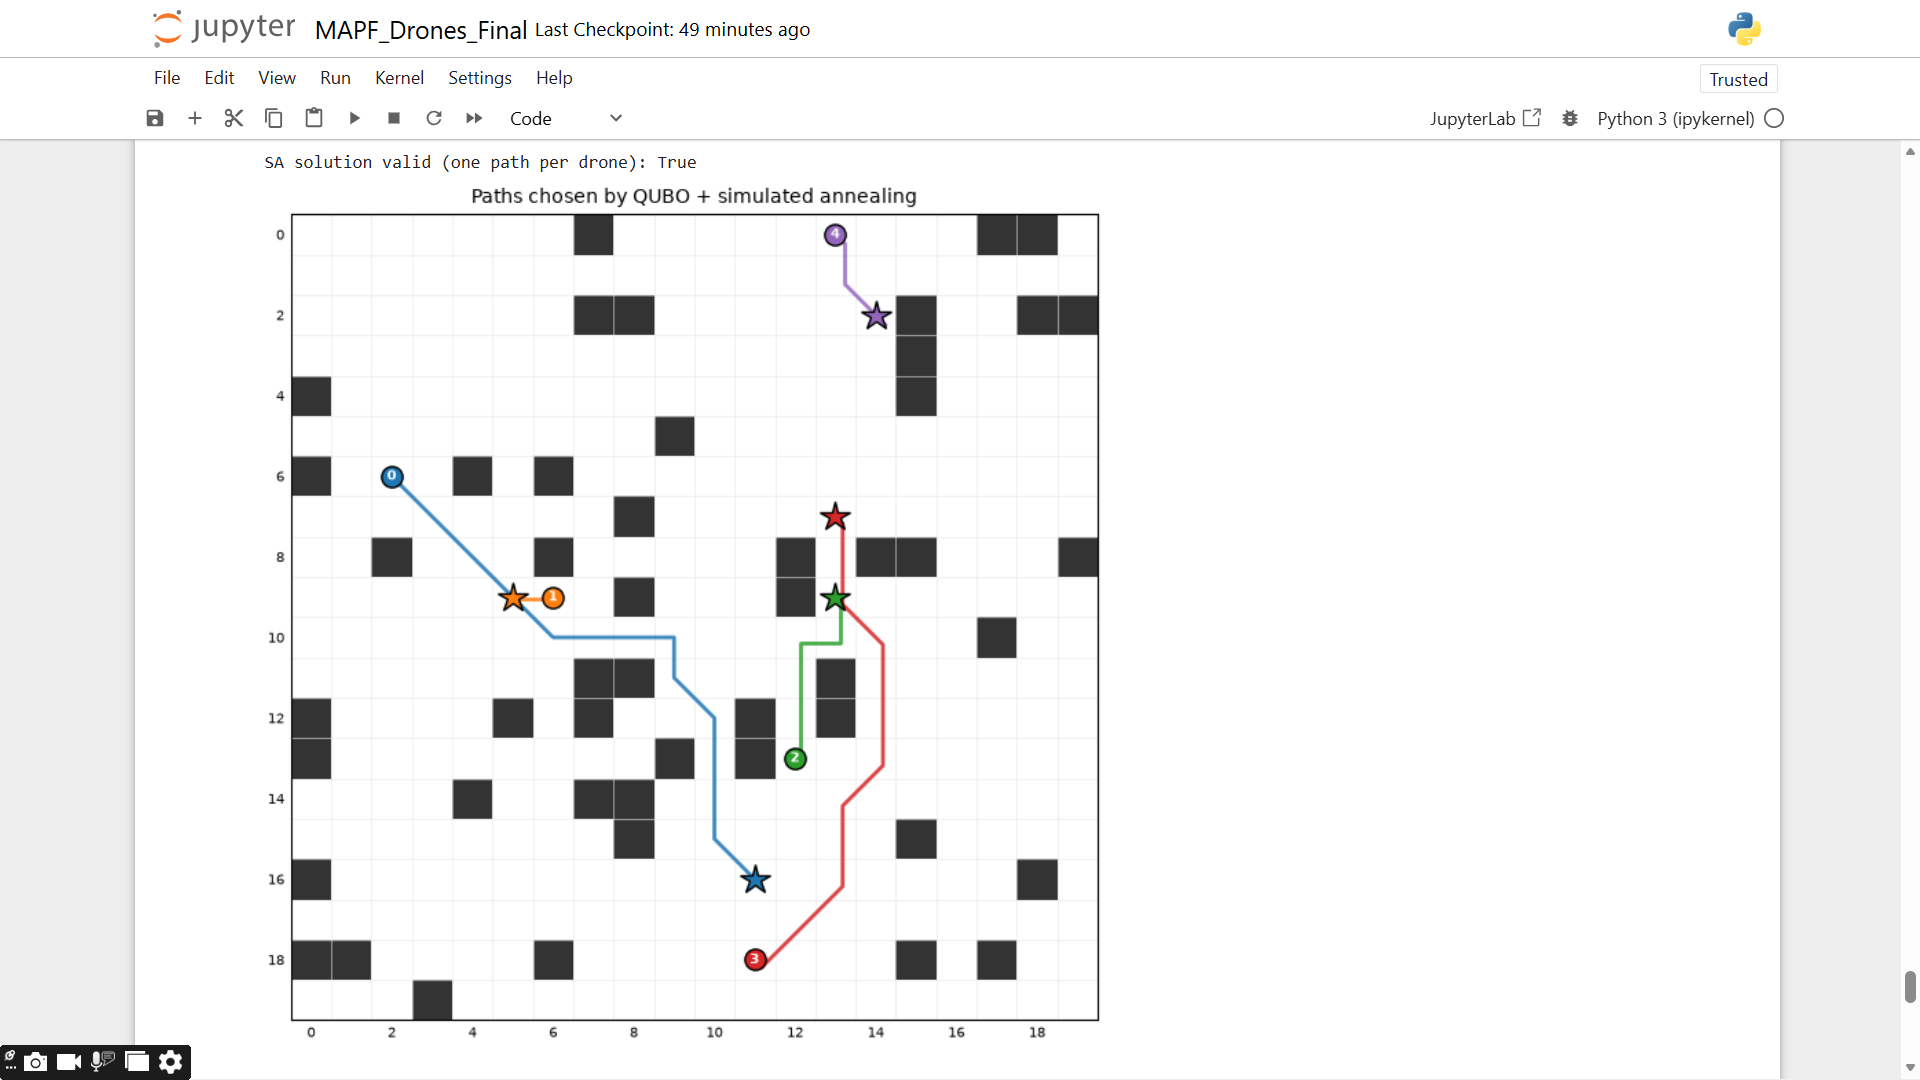 jupyter MAPF_Drones_Final Last Checkpoint: 49 minutes ago
File Edit View Run Kernel Settings Help Trusted
Code JupyterLab Python 3 (ipykernel)
SA solution valid (one path per drone): True
Paths chosen by QUBO + simulated annealing
0
2
4
6
8
10
12
14
16
18
4
0
1
2
3
0 2 4 6 8 10 12 14 16 18